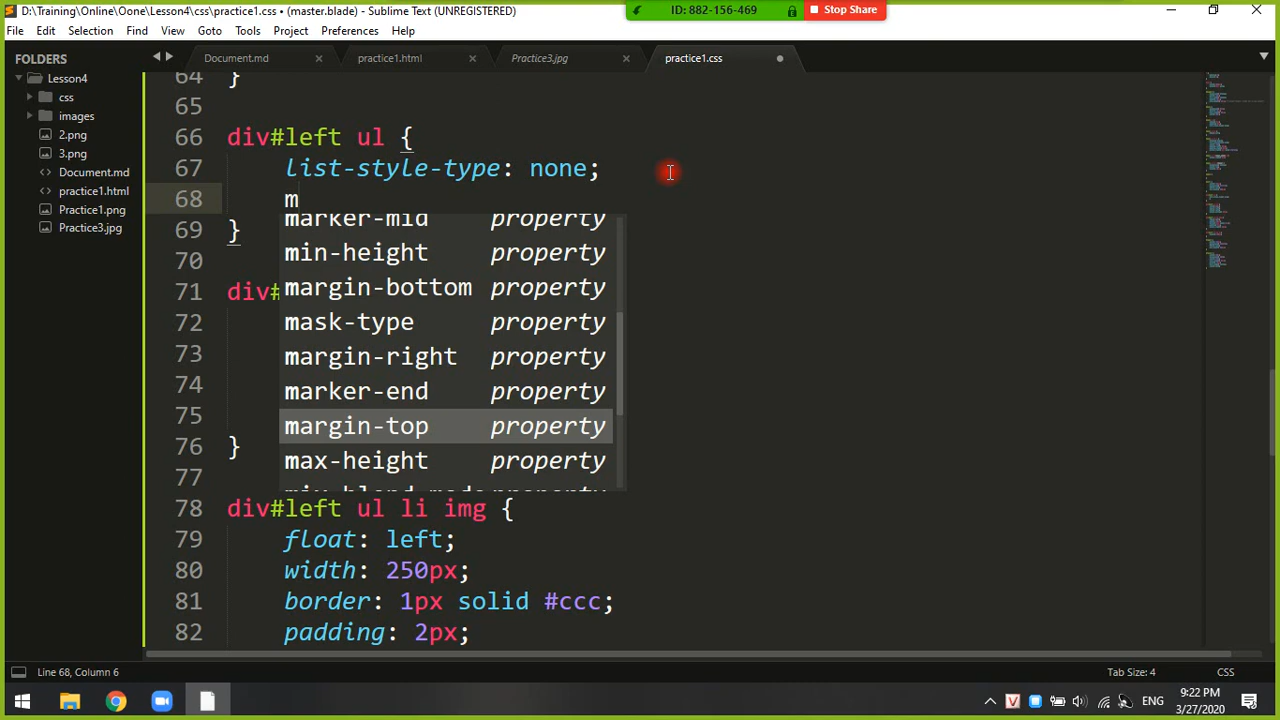 D:\Training\Online\Oone\Lesson4\css\practice1.css • (master.blade) - Sublime Text (UNREGISTERED)
ID: 882-156-469
Stop Share
File Edit Selection Find View Goto Tools Project Preferences Help
FOLDERS
Lesson4
css
images
2.png
3.png
Document.md
practice1.html
Practice1.png
Practice3.jpg
Document.md practice1.html Practice3.jpg practice1.css
64 }
65
66 div#left ul {
67 list-style-type: none;
68 m
marker-mid property
min-height property
margin-bottom property
mask-type property
margin-right property
marker-end property
margin-top property
max-height property
mix-blend-mode property
69 }
70
71 div#
72
73
74
75
76 }
77
78 div#left ul li img {
79 float: left;
80 width: 250px;
81 border: 1px solid #ccc;
82 padding: 2px;
Line 68, Column 6
Tab Size: 4
CSS
ENG
9:22 PM
3/27/2020